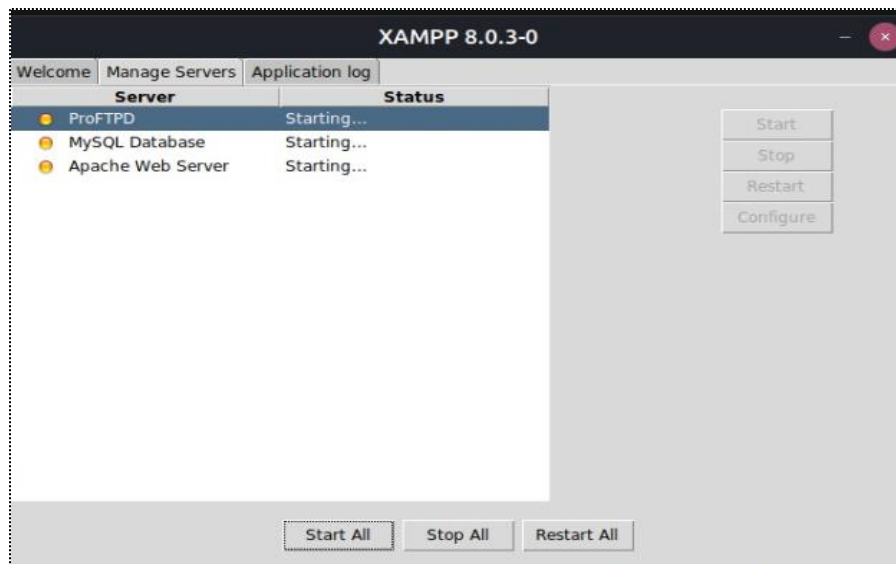 XAMPP 8.0.3-0
Welcome Manage Servers Application log
Server Status
ProFTPD Starting...
MySQL Database Starting...
Apache Web Server Starting...
Start
Stop
Restart
Configure
Start All Stop All Restart All